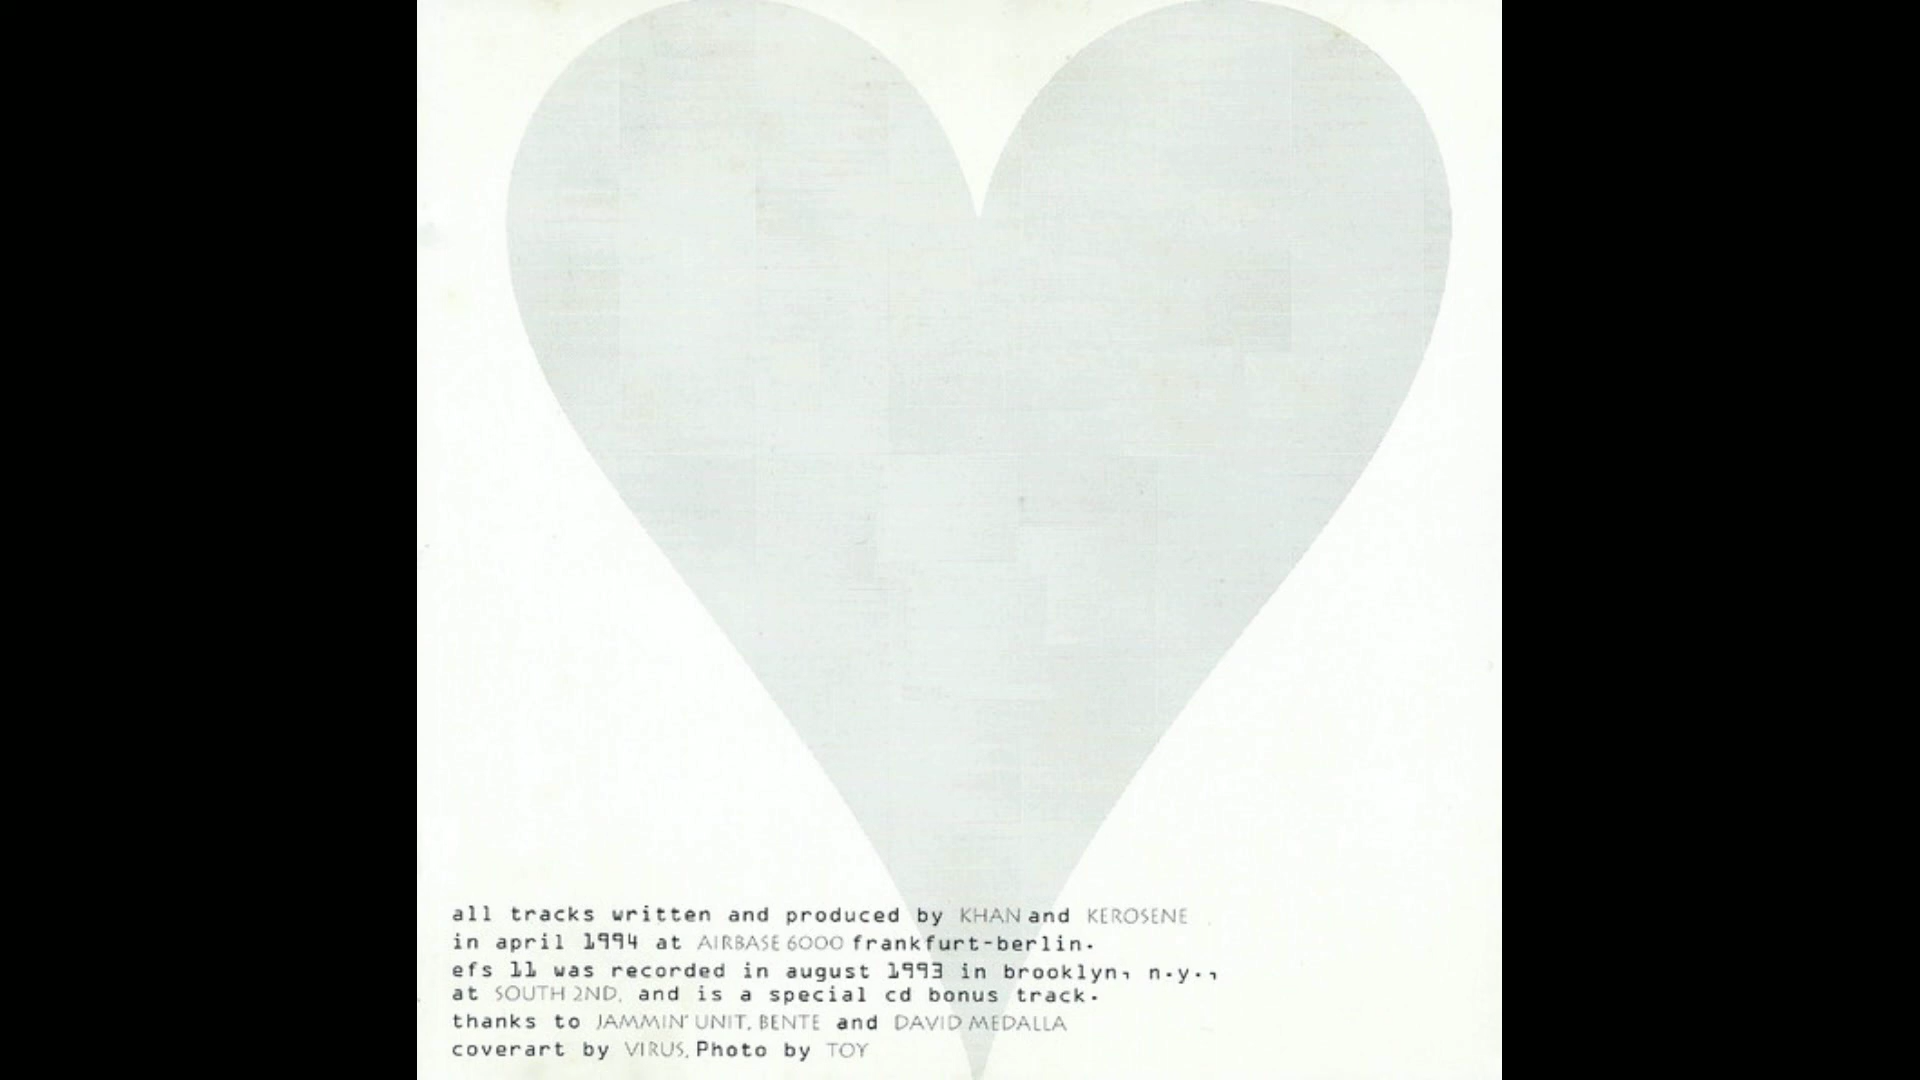 all tracks written and produced by KHAN and KEROSENE
in april 1994 at AIRBASE 6000 frankfurt-berlin.
efs 11 was recorded in august 1993 in brooklyn, n.y.,
at SOUTH 2ND, and is a special cd bonus track.
thanks to JAMMIN' UNIT, BENTE and DAVID MEDALLA
coverart by VIRUS, Photo by TOY